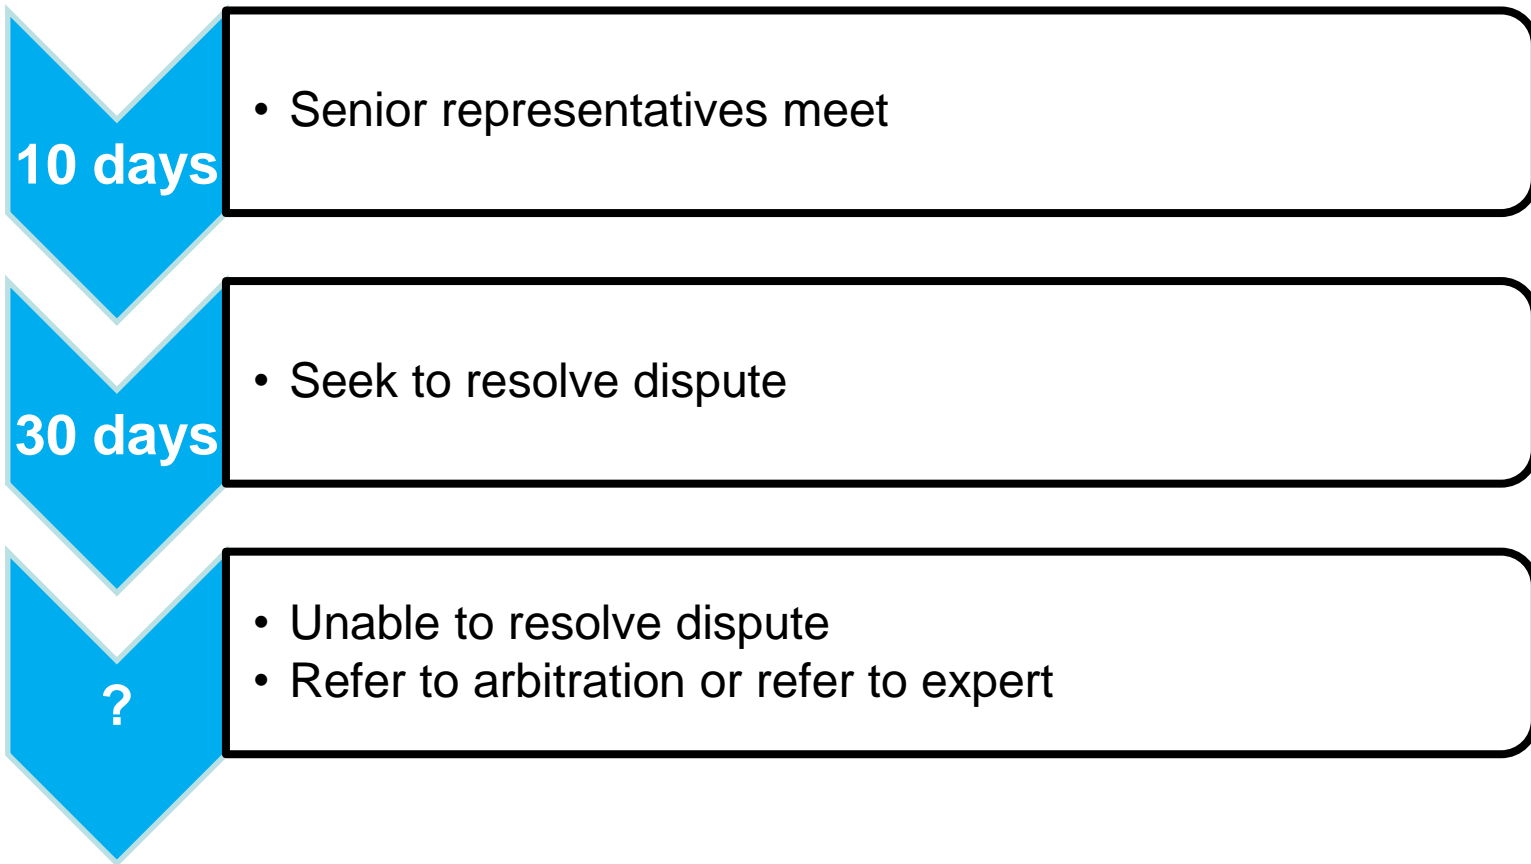 10 days
• Senior representatives meet
30 days
• Seek to resolve dispute
?
• Unable to resolve dispute
• Refer to arbitration or refer to expert